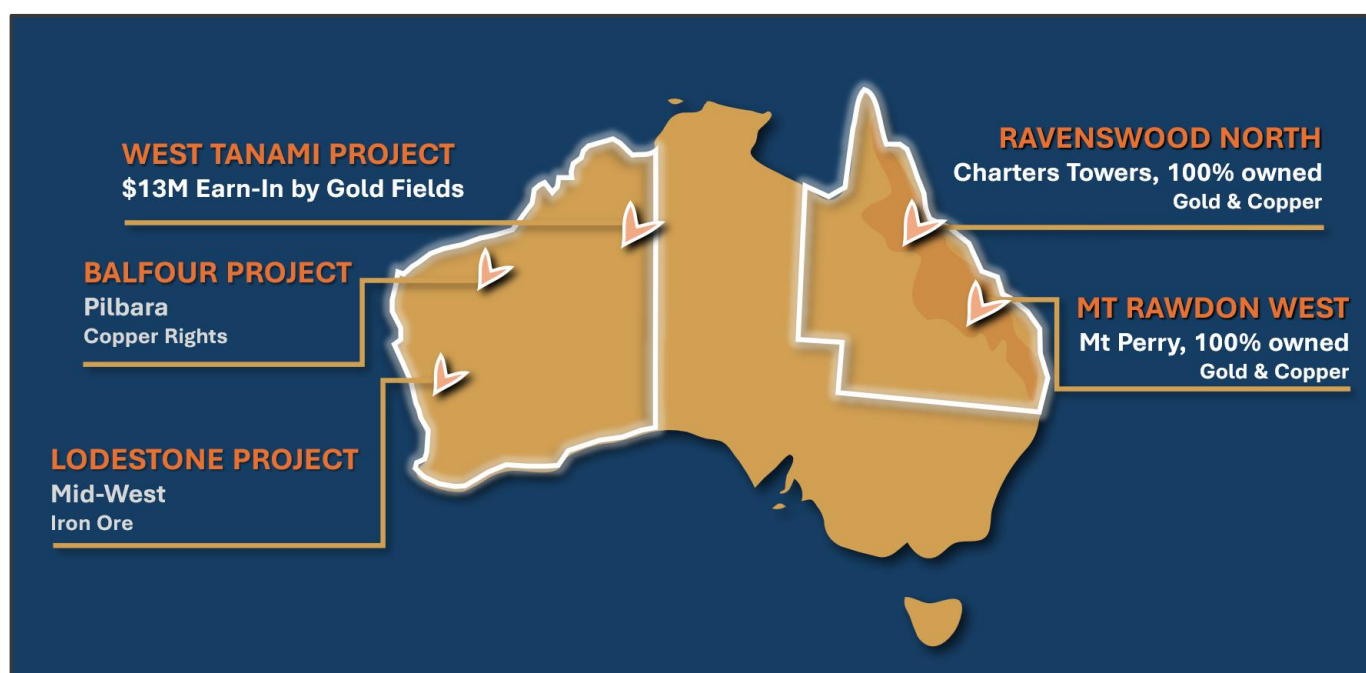 WEST TANAMI PROJECT
$13M Earn-In by Gold Fields
BALFOUR PROJECT
Pilbara
Copper Rights
LODESTONE PROJECT
Mid-West
Iron Ore
RAVENSWOOD NORTH
Charters Towers, 100% owned
Gold & Copper
MT RAWDON WEST
Mt Perry, 100% owned
Gold & Copper